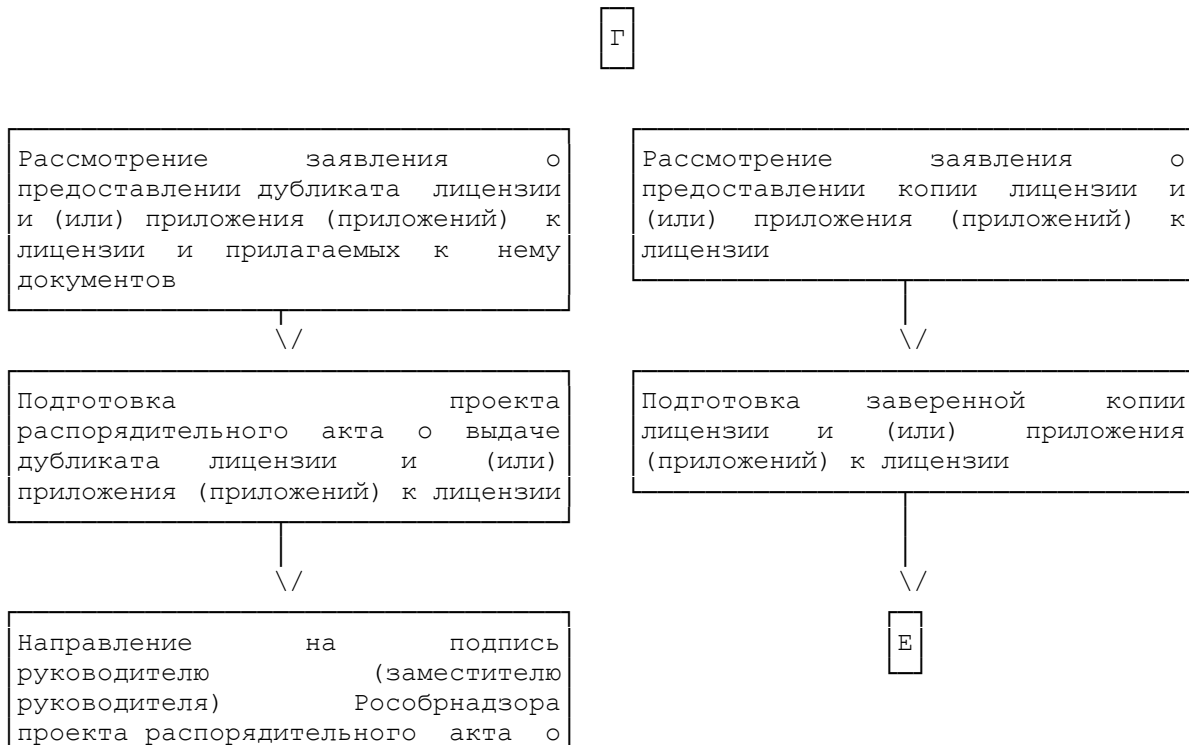 Г
Рассмотрение заявления о
предоставлении дубликата лицензии
и (или) приложения (приложений) к
лицензии и прилагаемых к нему
документов
Рассмотрение заявления о
предоставлении копии лицензии и
(или) приложения (приложений) к
лицензии
\/
\/
Подготовка проекта
распорядительного акта о выдаче
дубликата лицензии и (или)
приложения (приложений) к лицензии
Подготовка заверенной копии
лицензии и (или) приложения
(приложений) к лицензии
\/
\/
Направление на подпись
руководителю (заместителю
руководителя) Рособрнадзора
проекта распорядительного акта о
Е